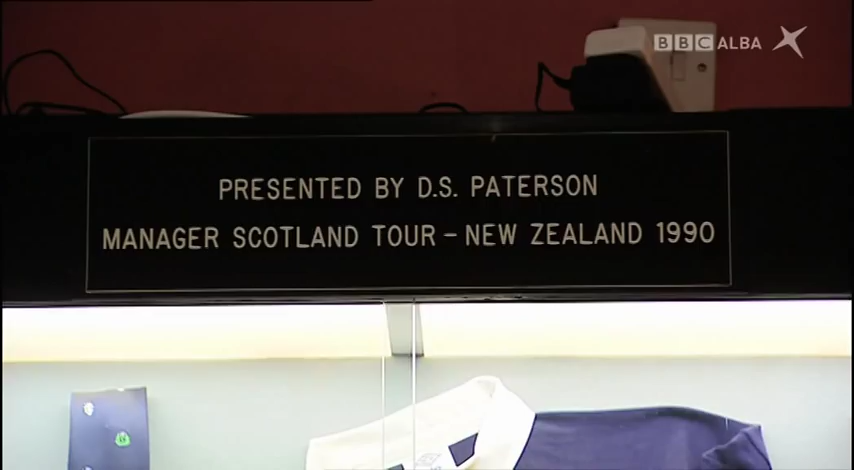 BBC ALBA
PRESENTED BY D.S. PATERSON
MANAGER SCOTLAND TOUR – NEW ZEALAND 1990